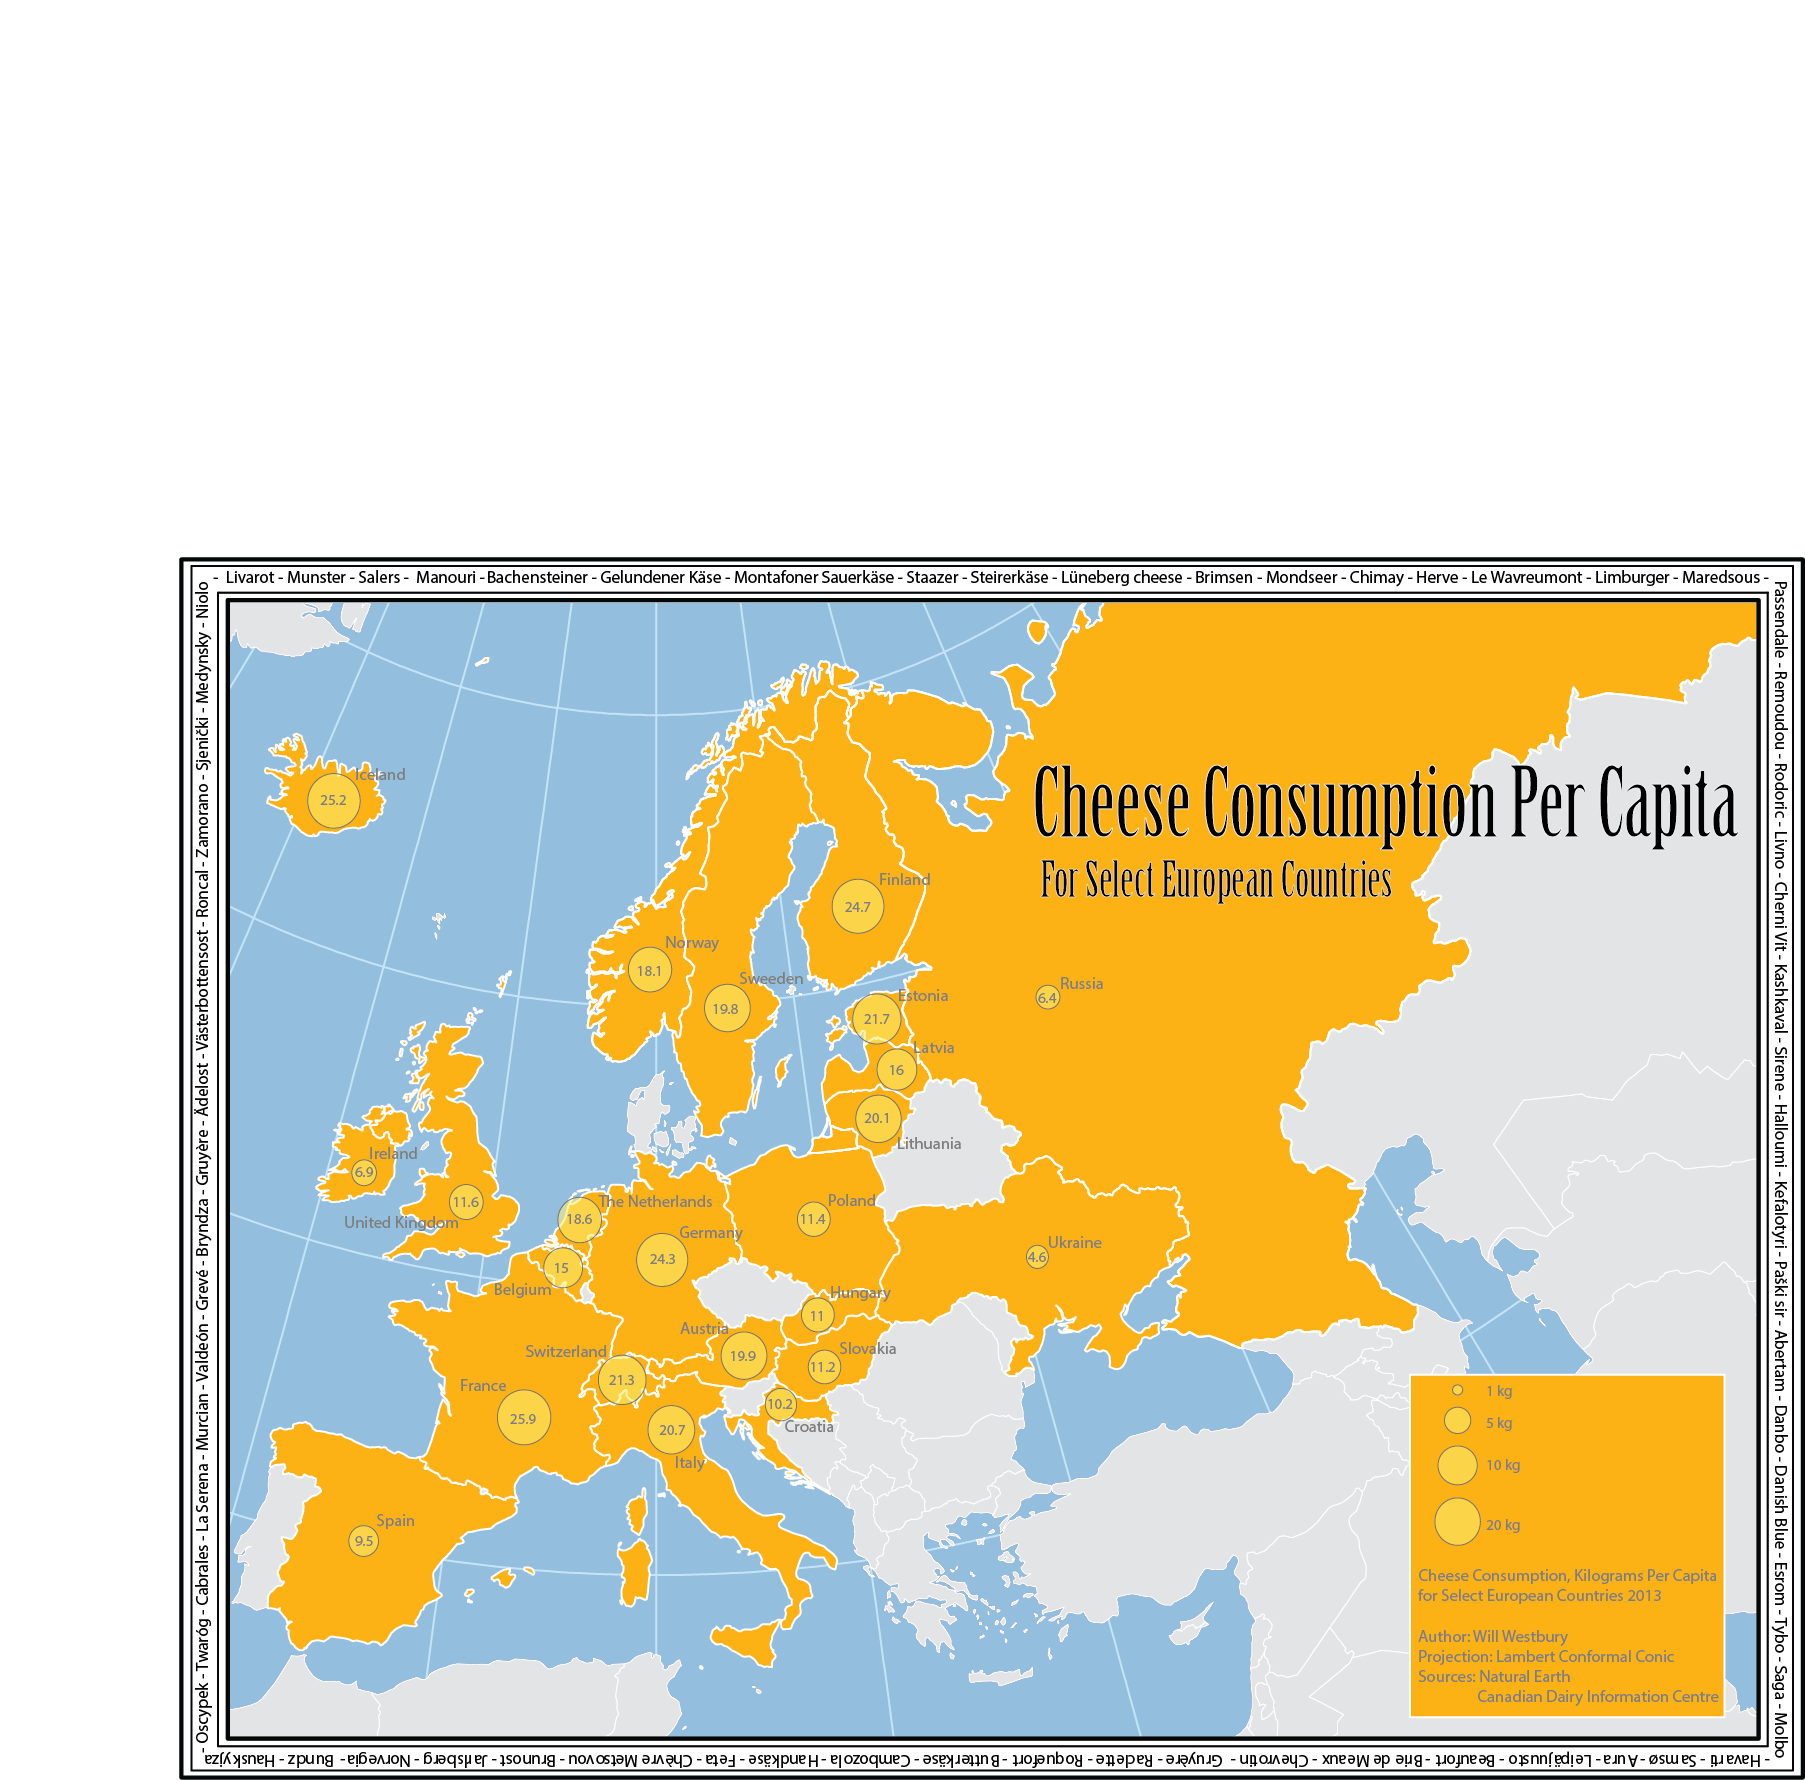 - Livarot - Munster - Salers - Manouri - Bachensteiner - Gelundener Käse - Montafoner Sauerkäse - Staazer - Steirerkäse - Lüneberg cheese - Brimsen - Mondseer - Chimay - Herve - Le Wavreumont - Limburger - Maredsous -
Passendale - Remoudou - Rodoric - Livno - Cherni Vit - Kashkaval - Sirene - Halloumi - Kefalotyri - Paški sir - Abertam - Danbo - Danish Blue - Esrom - Tybo - Saga - Molbo
- Havarti - Samsø - Aura - Leipäjuusto - Beaufort - Brie de Meaux - Chevrotin - Gruyère - Radette - Roquefort - Butterkäse - Cambozola - Handkäse - Feta - Chèvre Metsovou - Brunost - Jarlsberg - Norvegia - Bundz - Hauskyjza
- Oscypek - Twaróg - Cabrales - La Serena - Murcian - Valdeón - Grevé - Bryndza - Gruyère - Ädelost - Västerbottensost - Roncal - Zamorano - Sjenički - Medynsky - Niolo
Cheese Consumption Per Capita
For Select European Countries
Iceland
25.2
Finland
24.7
Norway
18.1
Sweeden
19.8
Russia
6.4
Estonia
21.7
Latvia
16
20.1
Lithuania
Ireland
6.9
11.6
United Kingdom
The Netherlands
18.6
Poland
11.4
Germany
24.3
Ukraine
4.6
15
Belgium
Hungary
11
Austria
19.9
Slovakia
11.2
Switzerland
21.3
France
25.9
10.2
Croatia
20.7
Italy
Spain
9.5
1 kg
5 kg
10 kg
20 kg
Cheese Consumption, Kilograms Per Capita
for Select European Countries 2013
Author: Will Westbury
Projection: Lambert Conformal Conic
Sources: Natural Earth
Canadian Dairy Information Centre